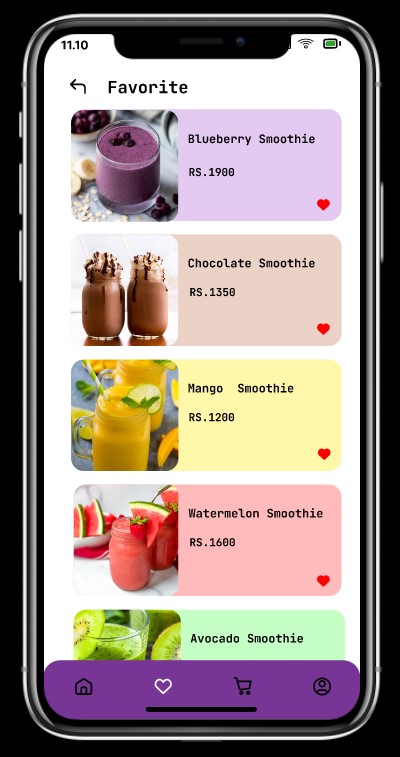 11.10
Favorite
Blueberry Smoothie
RS.1900
Chocolate Smoothie
RS.1350
Mango  Smoothie
RS.1200
Watermelon Smoothie
RS.1600
Avocado Smoothie